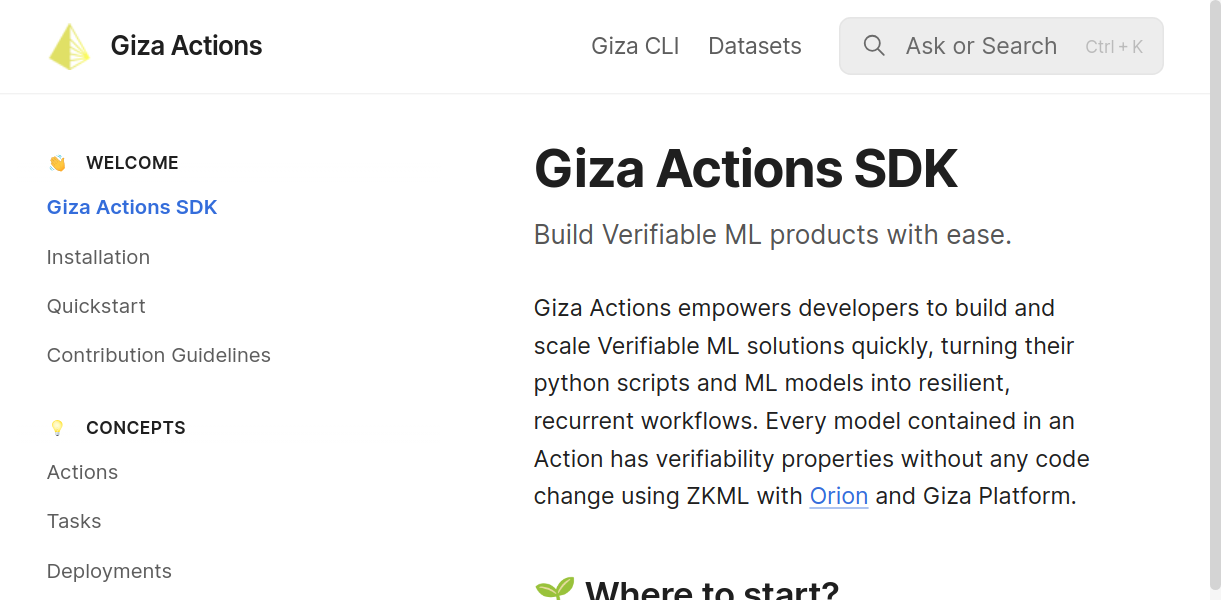 Giza Actions
Giza CLI
Datasets
Ask or Search
Ctrl + K
WELCOME
Giza Actions SDK
Installation
Quickstart
Contribution Guidelines
CONCEPTS
Actions
Tasks
Deployments
Giza Actions SDK
Build Verifiable ML products with ease.
Giza Actions empowers developers to build and
scale Verifiable ML solutions quickly, turning their
python scripts and ML models into resilient,
recurrent workflows. Every model contained in an
Action has verifiability properties without any code
change using ZKML with Orion and Giza Platform.
Where to start?